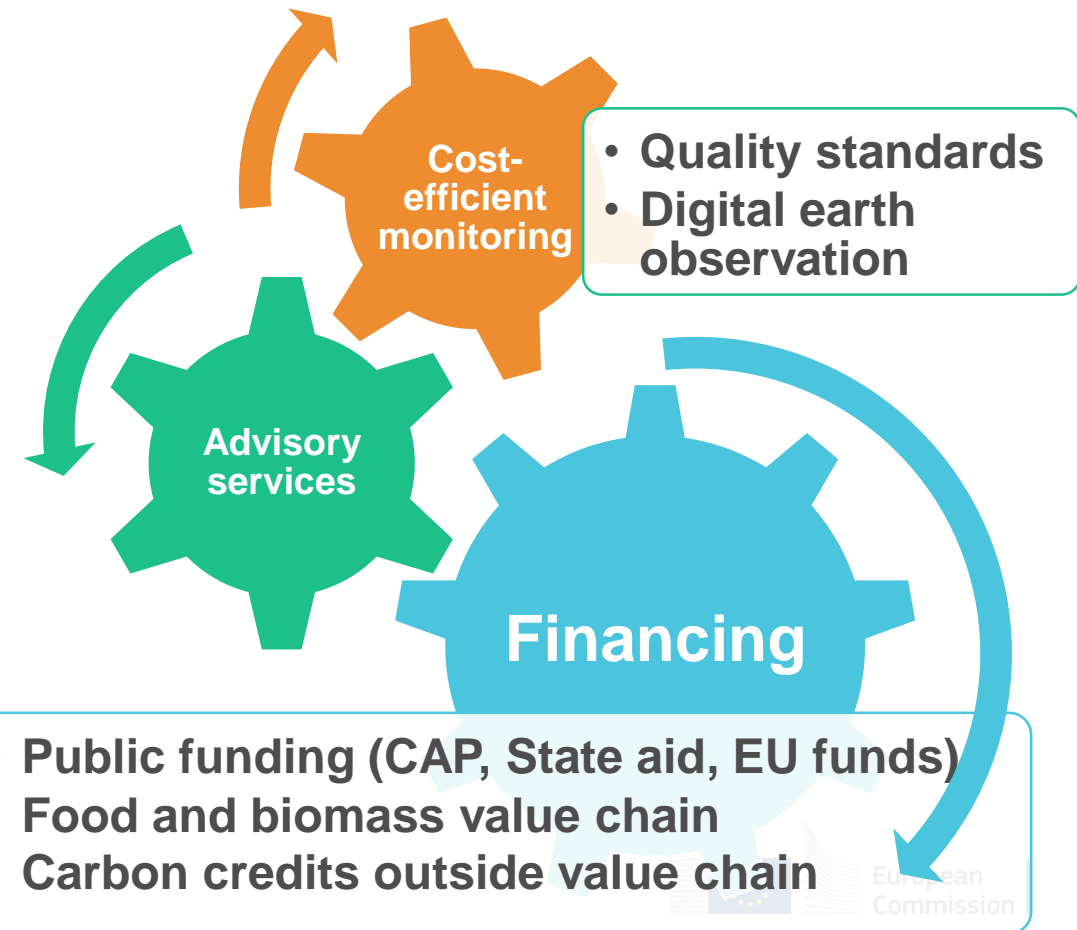 Cost-
efficient
monitoring
• Quality standards
• Digital earth
observation
Advisory
services
Financing
Public funding (CAP, State aid, EU funds)
Food and biomass value chain
Carbon credits outside value chain
European
Commission